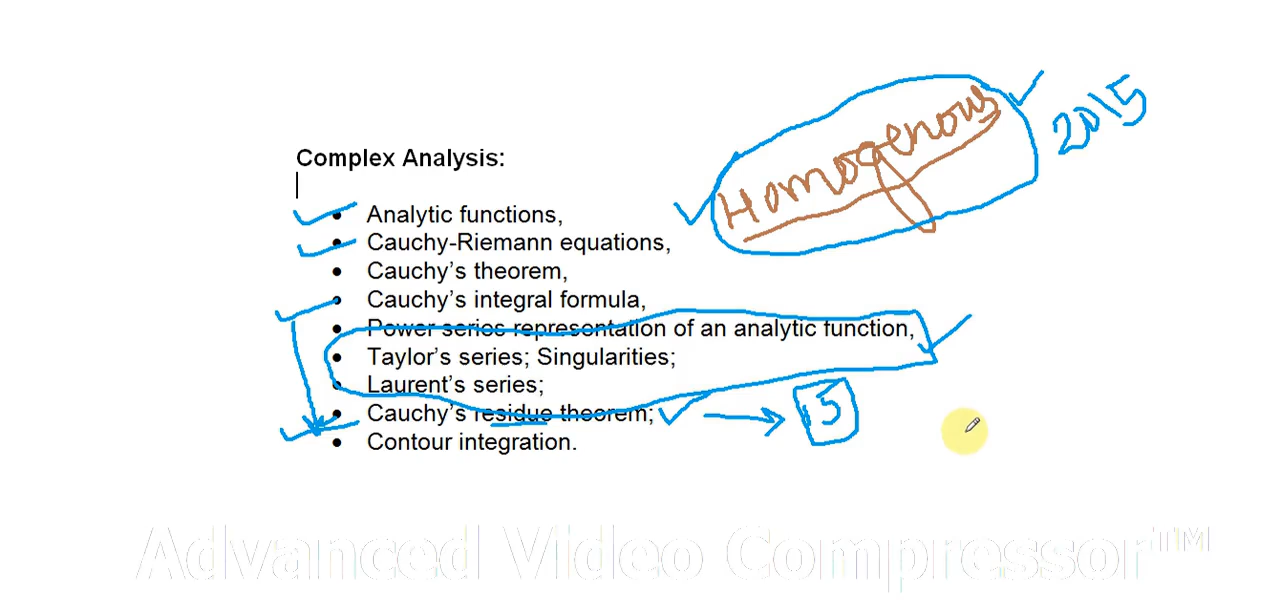 Homogenous
2015
Complex Analysis:
Analytic functions,
Cauchy-Riemann equations,
Cauchy's theorem,
Cauchy's integral formula,
Power series representation of an analytic function,
Taylor's series; Singularities;
Laurent's series;
Cauchy's residue theorem;
15
Contour integration.
Advanced Video Compressor™